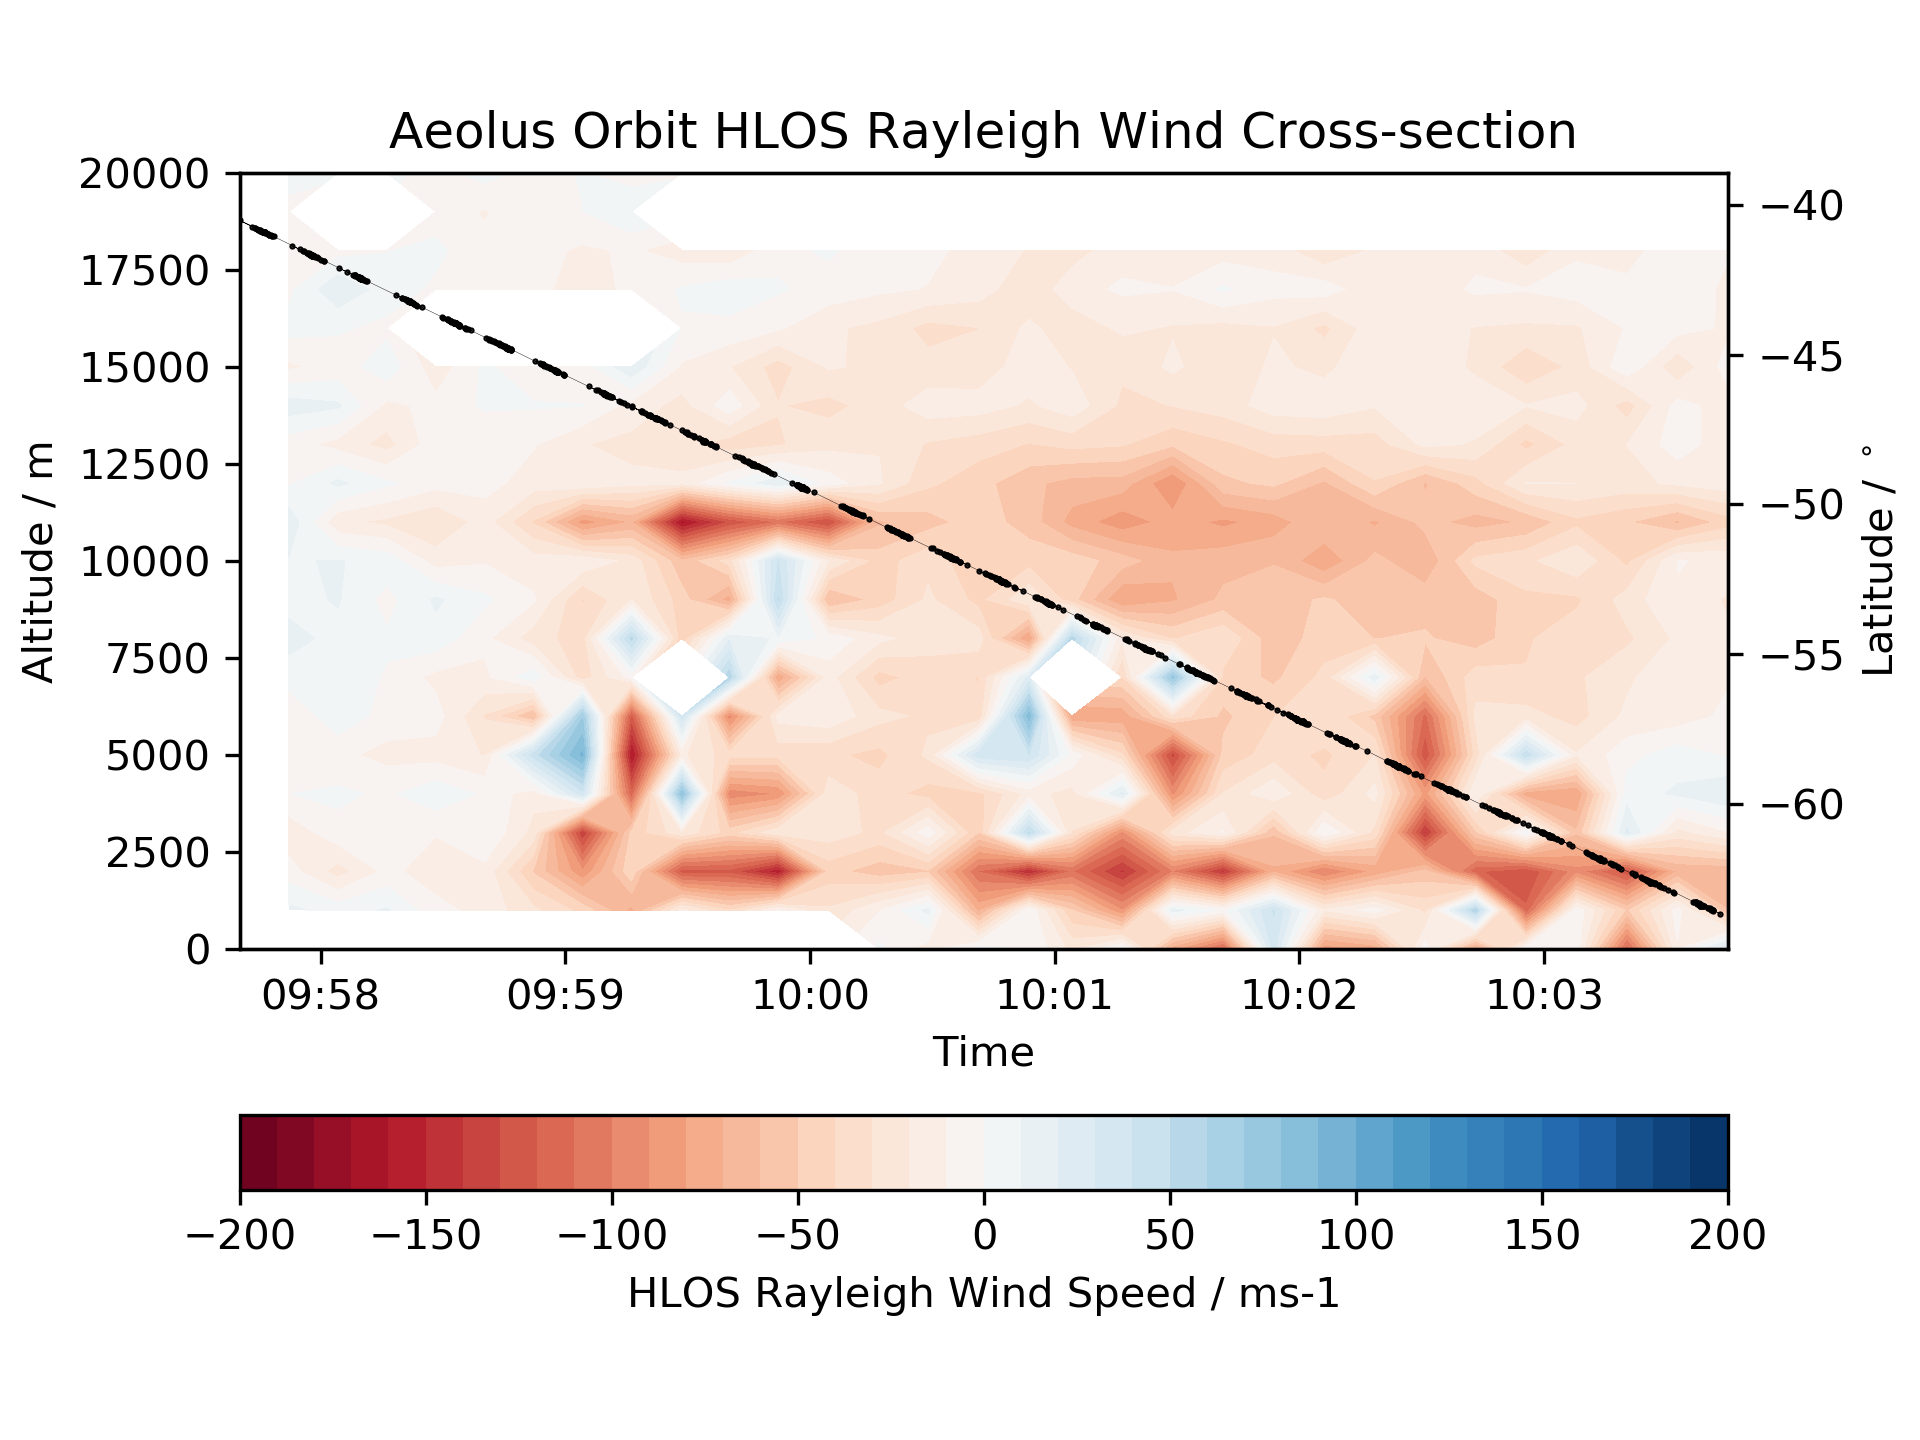 Aeolus Orbit HLOS Rayleigh Wind Cross-section
20000
17500
15000
12500
10000
7500
5000
2500
0
Altitude / m
−40
−45
−50
−55
−60
Latitude / °
09:58 09:59 10:00 10:01 10:02 10:03
Time
−200 −150 −100 −50 0 50 100 150 200
HLOS Rayleigh Wind Speed / ms-1